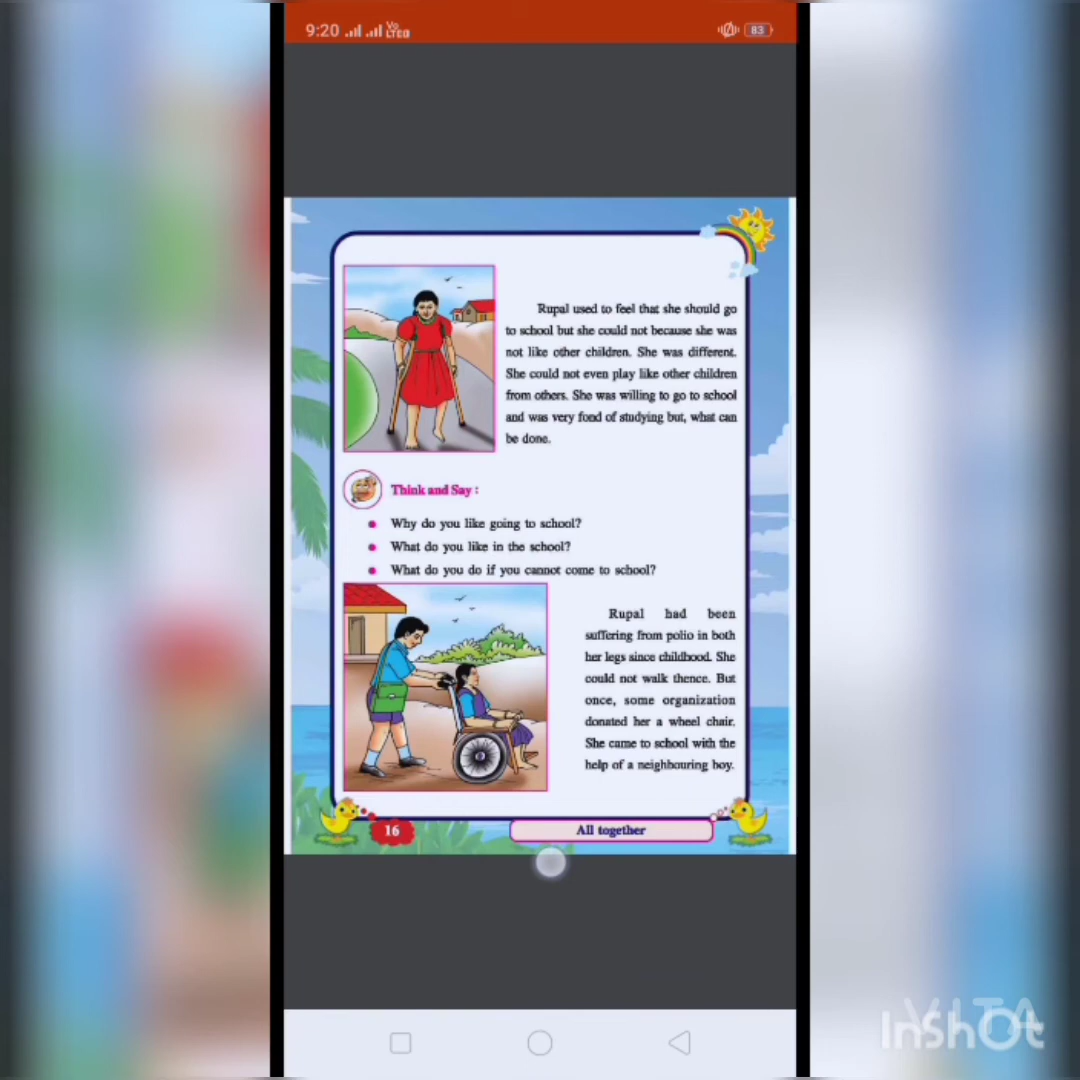 9:20
Vo
LTE
83
Rupal used to feel that she should go
to school but she could not because she was
not like other children. She was different.
She could not even play like other children
from others. She was willing to go to school
and was very fond of studying but, what can
be done.
Think and Say :
Why do you like going to school?
What do you like in the school?
What do you do if you cannot come to school?
Rupal had been
suffering from polio in both
her legs since childhood. She
could not walk thence. But
once, some organization
donated her a wheel chair.
She came to school with the
help of a neighbouring boy.
16
All together
VITA
InShOt